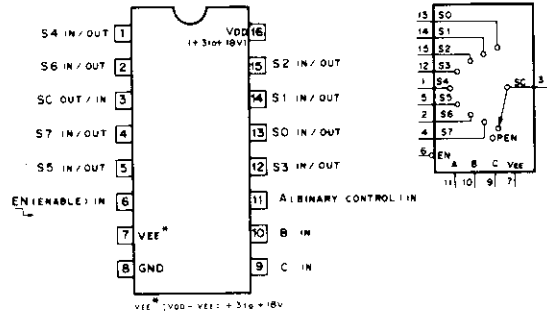 S4 IN/OUT 1
S6 IN/OUT 2
SC OUT/IN 3
S7 IN/OUT 4
S5 IN/OUT 5
EN (ENABLE) IN 6
7 VEE*
8 GND
VDD 16
(+3 to +18V)
15 S2 IN/OUT
14 S1 IN/OUT
13 S0 IN/OUT
12 S3 IN/OUT
11 A (BINARY CONTROL) IN
10 B IN
9 C IN
VEE* (VDD - VEE: +3 to +18V
13 S0
14 S1
15 S2
12 S3
1 S4
5 S5
2 S6
4 S7
SC 3
PEN
6 EN
A B C VEE
11 10 9 7